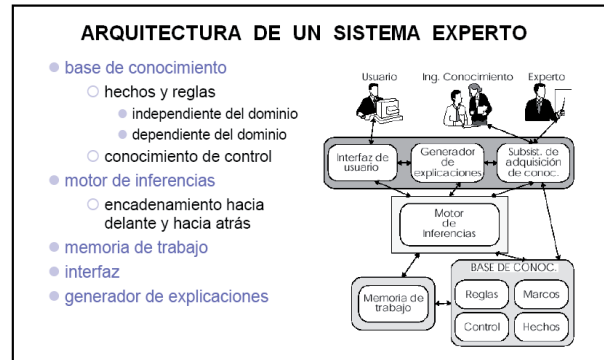 ARQUITECTURA DE UN SISTEMA EXPERTO
base de conocimiento
hechos y reglas
independiente del dominio
dependiente del dominio
conocimiento de control
motor de inferencias
encadenamiento hacia
delante y hacia atrás
memoria de trabajo
interfaz
generador de explicaciones
Usuario
Ing. Conocimiento
Experto
Interfaz de
usuario
Generador
de
explicaciones
Subsist. de
adquisición
de conoc.
Motor
de
Inferencias
BASE DE CONOC.
Memoria de
trabajo
Reglas
Marcos
Control
Hechos